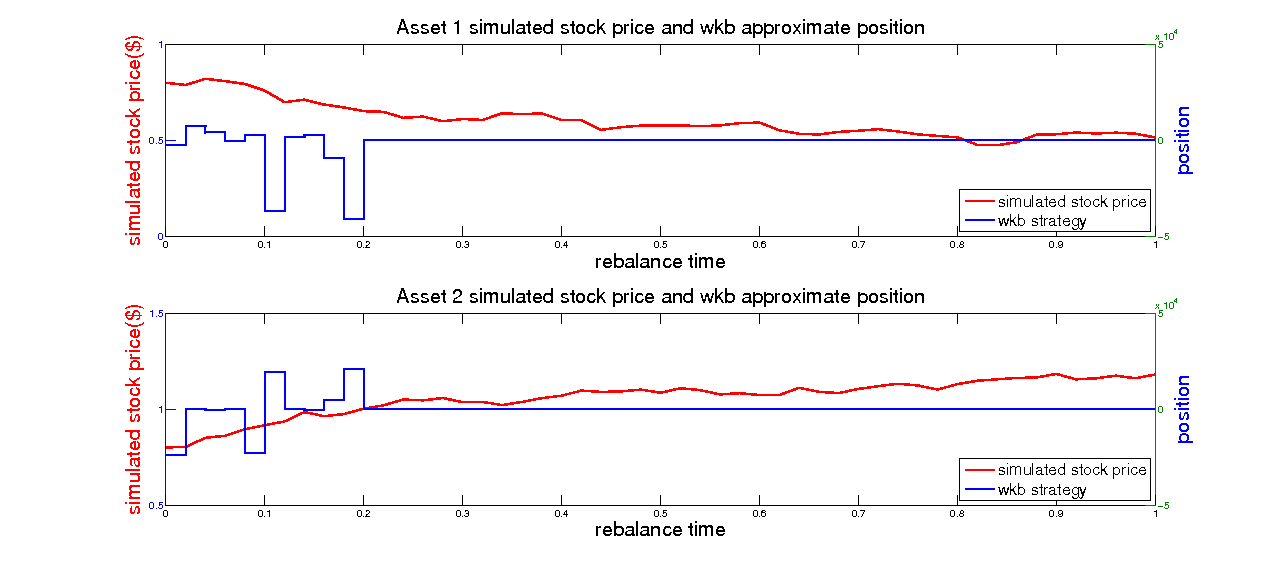 Asset 1 simulated stock price and wkb approximate position
simulated stock price($)
1
0.5
0
x 10^4
5
0
-5
position
simulated stock price
wkb strategy
0 0.1 0.2 0.3 0.4 0.5 0.6 0.7 0.8 0.9 1
rebalance time
Asset 2 simulated stock price and wkb approximate position
simulated stock price($)
1.5
1
0.5
x 10^4
5
0
-5
position
simulated stock price
wkb strategy
0 0.1 0.2 0.3 0.4 0.5 0.6 0.7 0.8 0.9 1
rebalance time